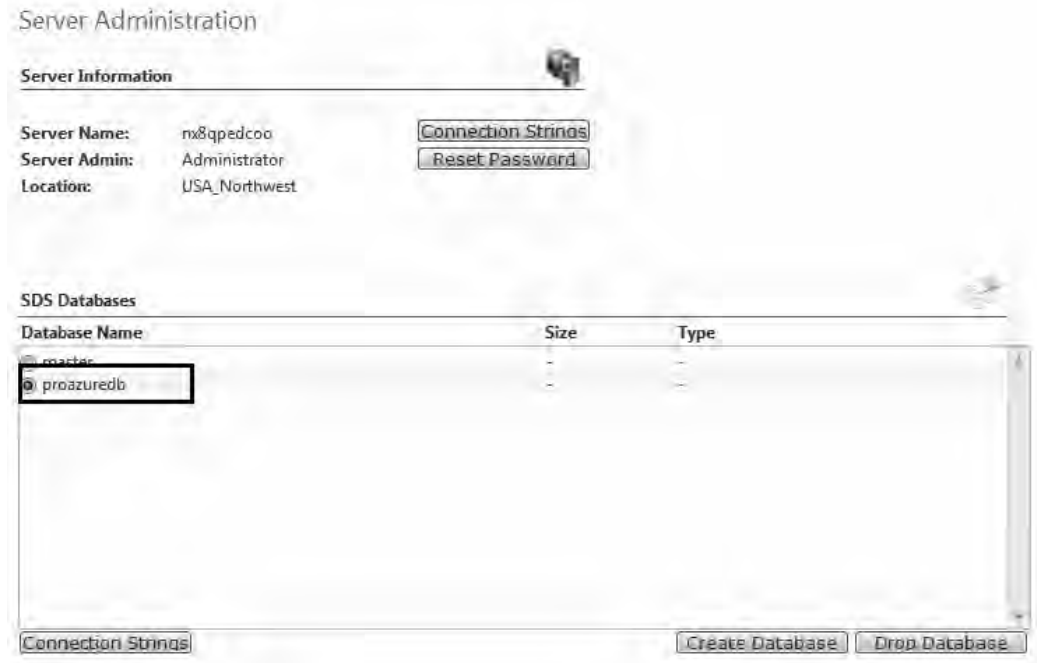 Server Administration
Server Information
Server Name: nx8qpedcoo Connection Strings
Server Admin: Administrator Reset Password
Location: USA_Northwest
SDS Databases
Database Name Size Type
master - -
proazuredb - -
Connection Strings Create Database Drop Database